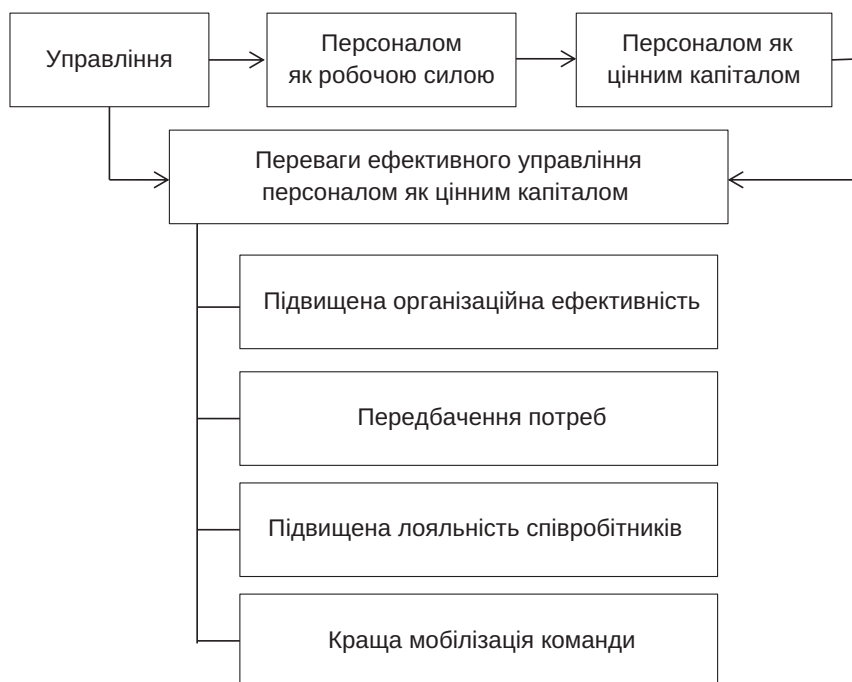 Управління
Персоналом
як робочою силою
Персоналом як
цінним капіталом
Переваги ефективного управління
персоналом як цінним капіталом
Підвищена організаційна ефективність
Передбачення потреб
Підвищена лояльність співробітників
Краща мобілізація команди